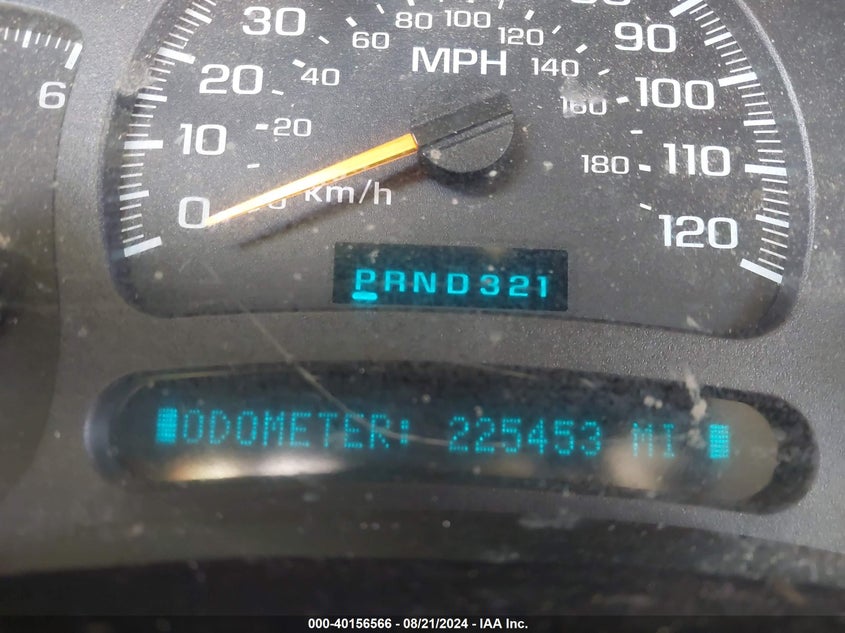 80 100 120
30 60 MPH 140 90
6 20 40 160 100
10 20 180 110
0 km/h 120
PRND321
ODOMETER: 225453 MI
000-40156566 - 08/21/2024 - IAA Inc.